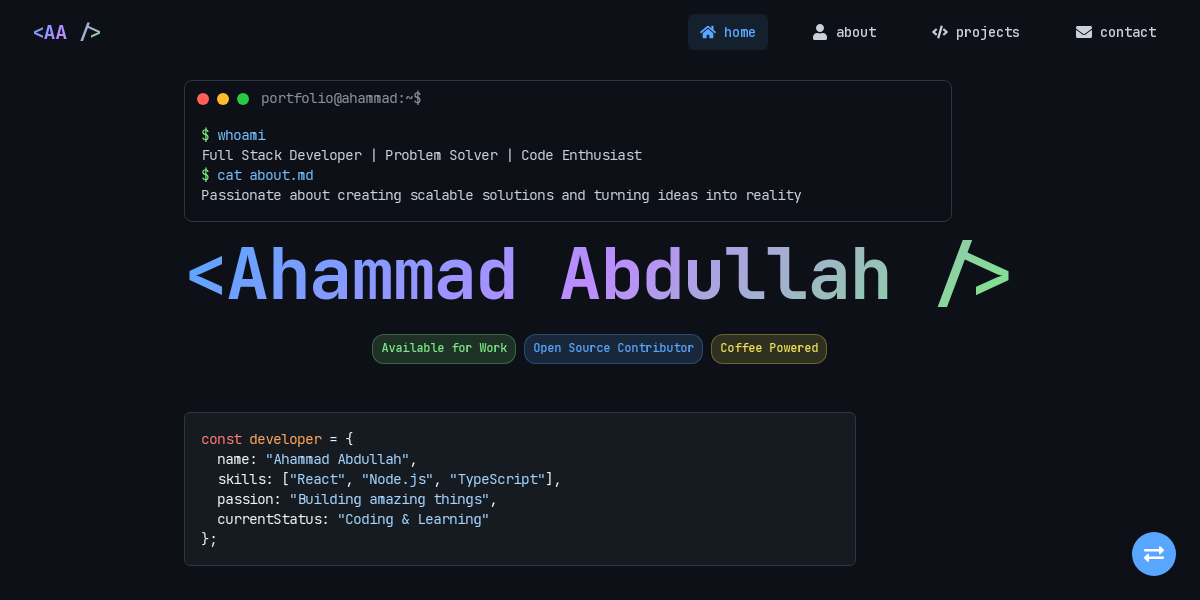 <AA />
home
about
projects
contact
portfolio@ahammad:~$
$ whoami
Full Stack Developer | Problem Solver | Code Enthusiast
$ cat about.md
Passionate about creating scalable solutions and turning ideas into reality
<Ahammad Abdullah />
Available for Work
Open Source Contributor
Coffee Powered
const developer = {
  name: "Ahammad Abdullah",
  skills: ["React", "Node.js", "TypeScript"],
  passion: "Building amazing things",
  currentStatus: "Coding & Learning"
};